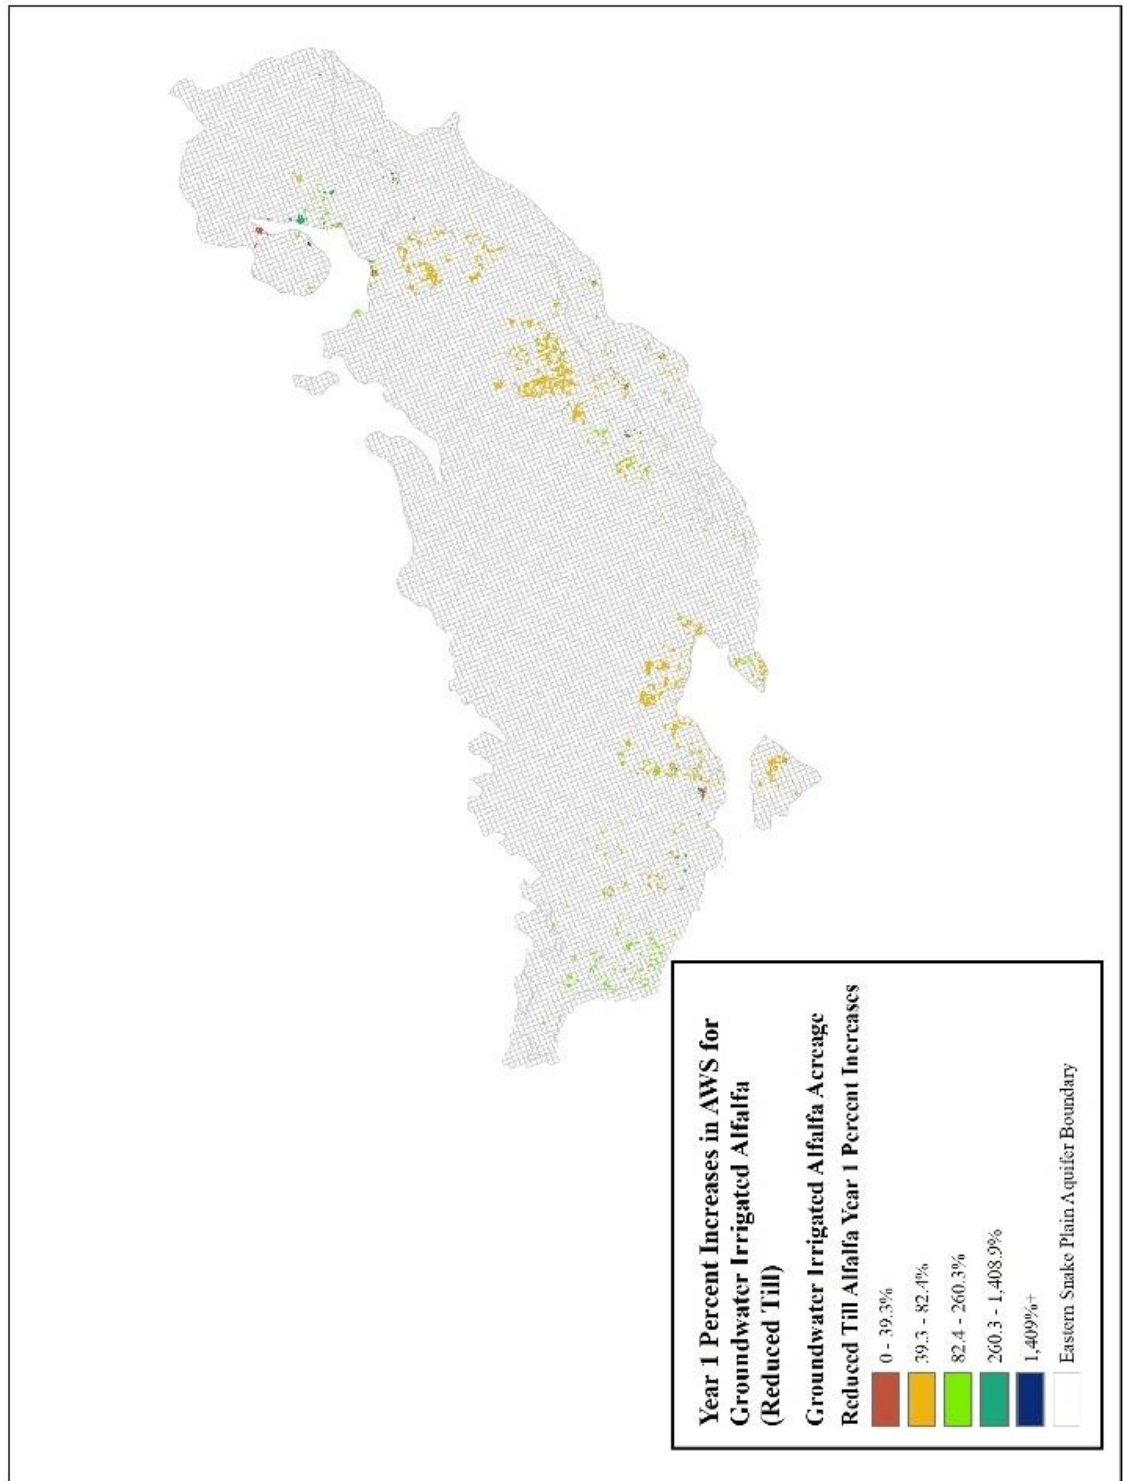 Year 1 Percent Increases in AWS for
Groundwater Irrigated Alfalfa
(Reduced Till)
Groundwater Irrigated Alfalfa Acreage
Reduced Till Alfalfa Year 1 Percent Increases
0 - 39.3%
39.3 - 82.4%
82.4 - 260.3%
260.3 - 1,408.9%
1,409%+
Eastern Snake Plain Aquifer Boundary